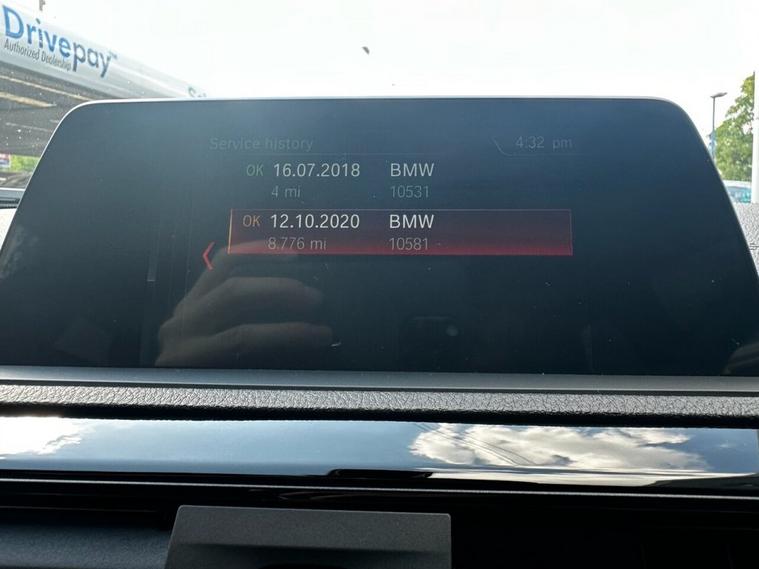 Drivepay™
Authorized Dealership
Service history
4:32 pm
OK 16.07.2018 BMW
4 mi 10531
OK 12.10.2020 BMW
8.776 mi 10581